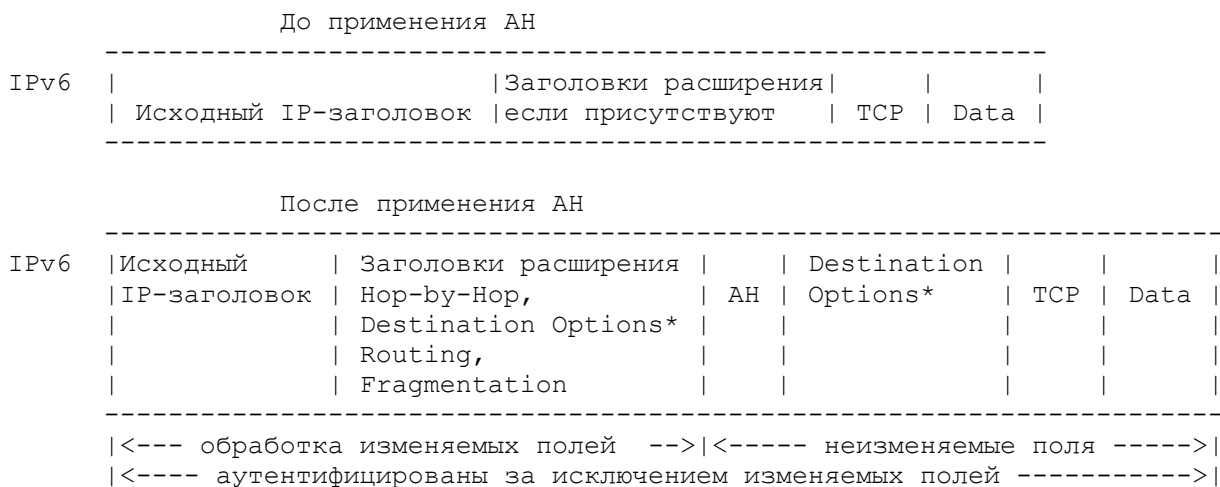 До применения AH
-----------------------------------------------------------
IPv6 | |Заголовки расширения| | |
| Исходный IP-заголовок |если присутствуют | TCP | Data |
-----------------------------------------------------------
После применения AH
----------------------------------------------------------------------
IPv6 |Исходный | Заголовки расширения | | Destination | | |
|IP-заголовок | Hop-by-Hop, | AH | Options* | TCP | Data |
| | Destination Options* | | | | |
| | Routing, | | | | |
| | Fragmentation | | | | |
----------------------------------------------------------------------
|<--- обработка изменяемых полей -->|<----- неизменяемые поля ----->|
|<---- аутентифицированы за исключением изменяемых полей ----------->|